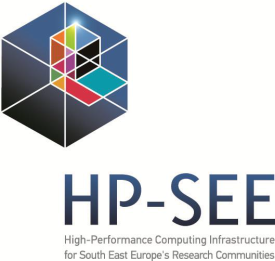 HP-SEE
High-Performance Computing Infrastructure
for South East Europe's Research Communities